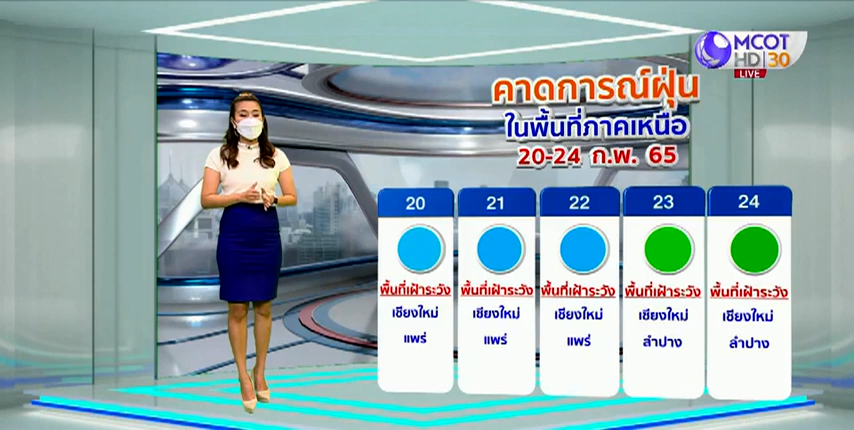 MCOT
HD 30
LIVE
คาดการณ์ฝุ่น
ในพื้นที่ภาคเหนือ
20-24 ก.พ. 65
20
21
22
23
24
พื้นที่เฝ้าระวัง
พื้นที่เฝ้าระวัง
พื้นที่เฝ้าระวัง
พื้นที่เฝ้าระวัง
พื้นที่เฝ้าระวัง
เชียงใหม่
เชียงใหม่
เชียงใหม่
เชียงใหม่
เชียงใหม่
แพร่
แพร่
แพร่
ลำปาง
ลำปาง